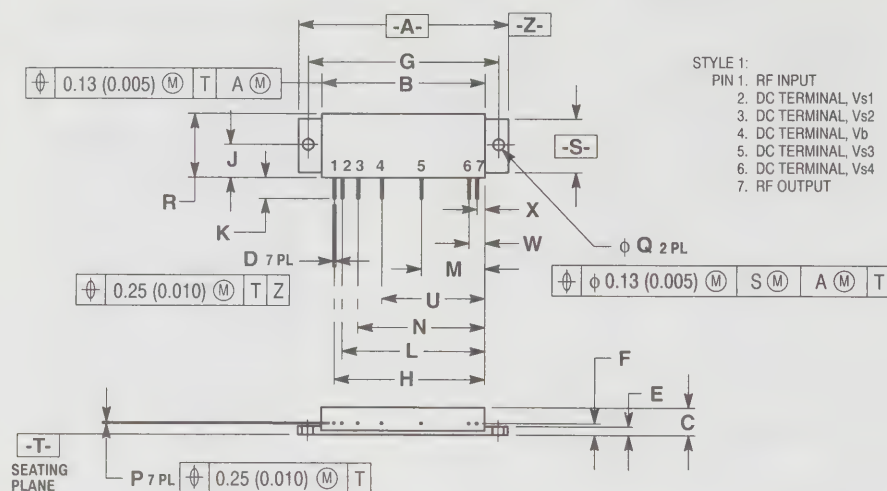 -A-
-Z-
G
⌖ 0.13 (0.005) Ⓜ T A Ⓜ
B
STYLE 1:
PIN 1. RF INPUT
2. DC TERMINAL, Vs1
3. DC TERMINAL, Vs2
4. DC TERMINAL, Vb
5. DC TERMINAL, Vs3
6. DC TERMINAL, Vs4
7. RF OUTPUT
J
-S-
1 2 3 4 5 6 7
R
X
K
W
ϕ Q 2 PL
D 7 PL
M
⌖ ϕ 0.13 (0.005) Ⓜ S Ⓜ A Ⓜ T
⌖ 0.25 (0.010) Ⓜ T Z
U
N
F
L
E
H
C
-T-
SEATING
PLANE
P 7 PL ⌖ 0.25 (0.010) Ⓜ T